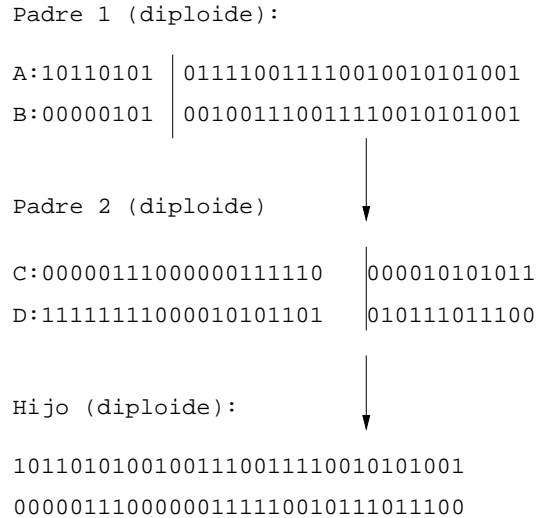 Padre 1 (diploide):
A:10110101 011110011110010010101001
B:00000101 001001110011110010101001
Padre 2 (diploide)
C:00000111000000111110 000010101011
D:11111111000010101101 010111011100
Hijo (diploide):
10110101001001110011110010101001
00000111000000111110010111011100